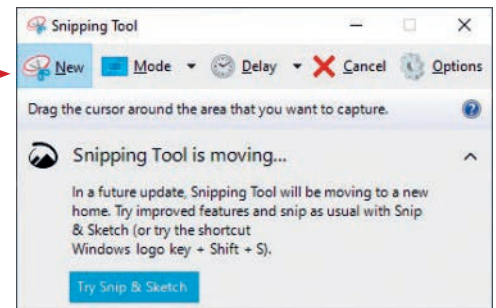 Snipping Tool
New Mode Delay Cancel Options
Drag the cursor around the area that you want to capture.
Snipping Tool is moving...
In a future update, Snipping Tool will be moving to a new
home. Try improved features and snip as usual with Snip
& Sketch (or try the shortcut
Windows logo key + Shift + S).
Try Snip & Sketch